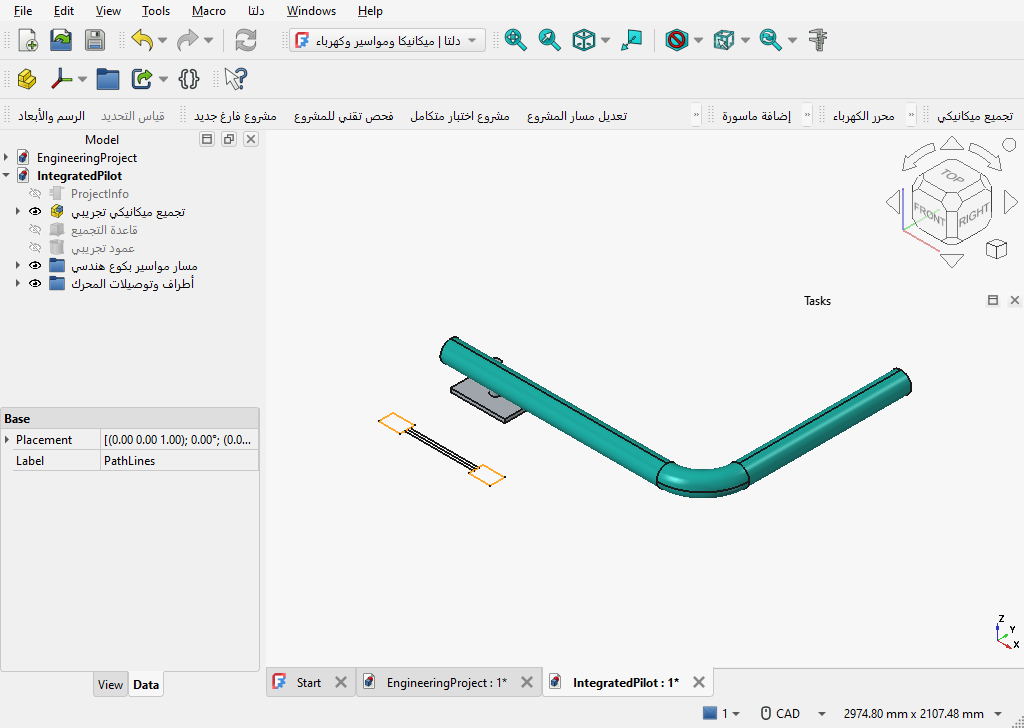 File Edit View Tools Macro دلتا Windows Help
دلتا | ميكانيكا ومواسير وكهرباء
الرسم والأبعاد قياس التحديد مشروع فارغ جديد فحص تقني للمشروع مشروع اختبار متكامل تعديل مسار المشروع » إضافة ماسورة » محرر الكهرباء » تجميع ميكانيكي
Model
EngineeringProject
IntegratedPilot
ProjectInfo
تجميع ميكانيكي تجريبي
قاعدة التجميع
عمود تجريبي
مسار مواسير بكوع هندسي
أطراف وتوصيلات المحرك
TOP
FRONT
RIGHT
Tasks
Base
Placement [(0.00 0.00 1.00); 0.00°; (0.0...
Label PathLines
Z
Y
X
View Data
Start EngineeringProject : 1* IntegratedPilot : 1*
1 CAD 2974.80 mm x 2107.48 mm